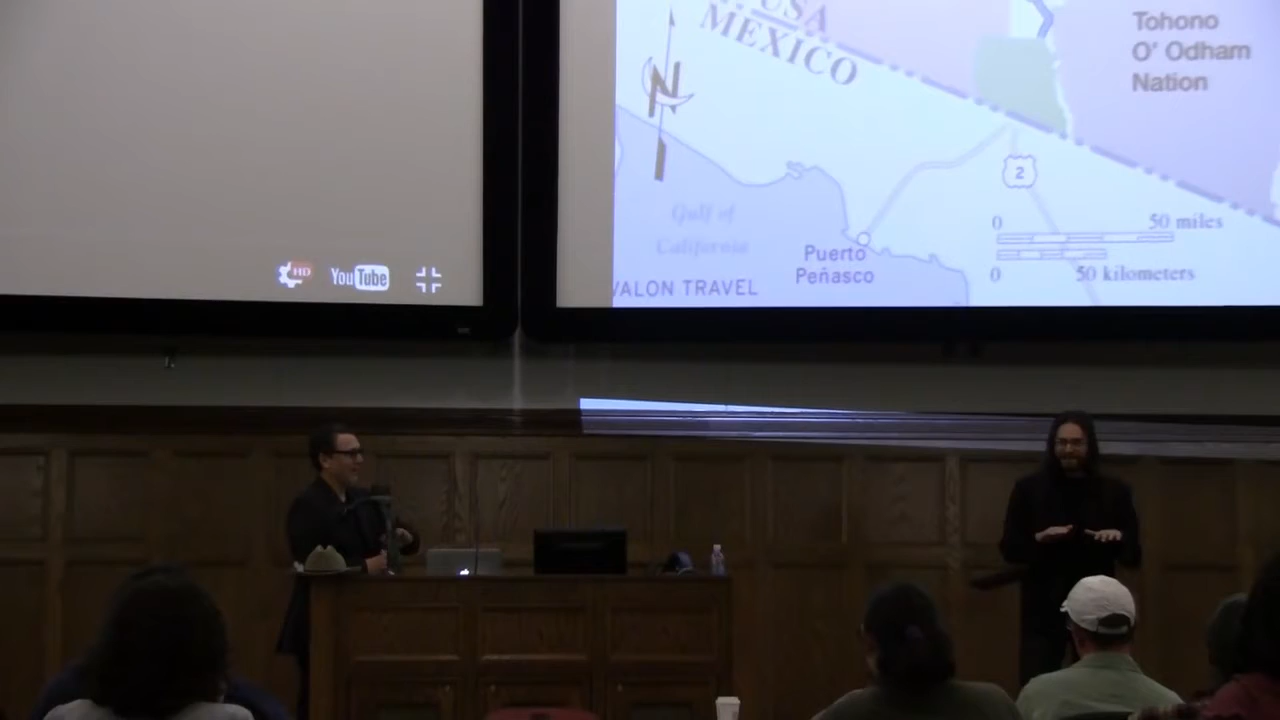 HD
YouTube
USA
MEXICO
N
Tohono
O' Odham
Nation
2
Gulf of
California
Puerto
Peñasco
0 50 miles
0 50 kilometers
VALON TRAVEL